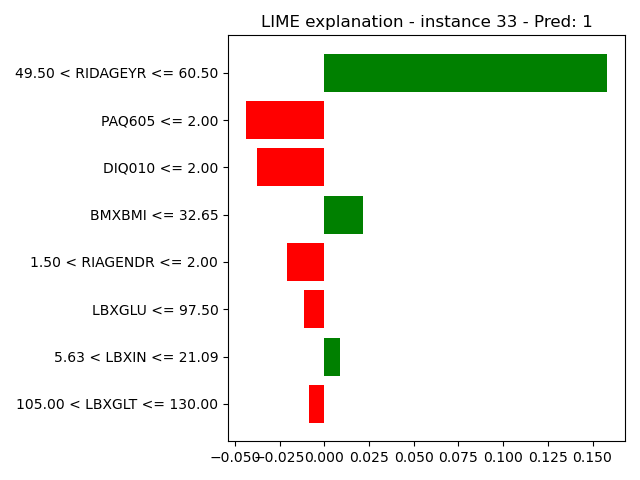 LIME explanation - instance 33 - Pred: 1
49.50 < RIDAGEYR <= 60.50
PAQ605 <= 2.00
DIQ010 <= 2.00
BMXBMI <= 32.65
1.50 < RIAGENDR <= 2.00
LBXGLU <= 97.50
5.63 < LBXIN <= 21.09
105.00 < LBXGLT <= 130.00
−0.050 −0.025 0.000 0.025 0.050 0.075 0.100 0.125 0.150